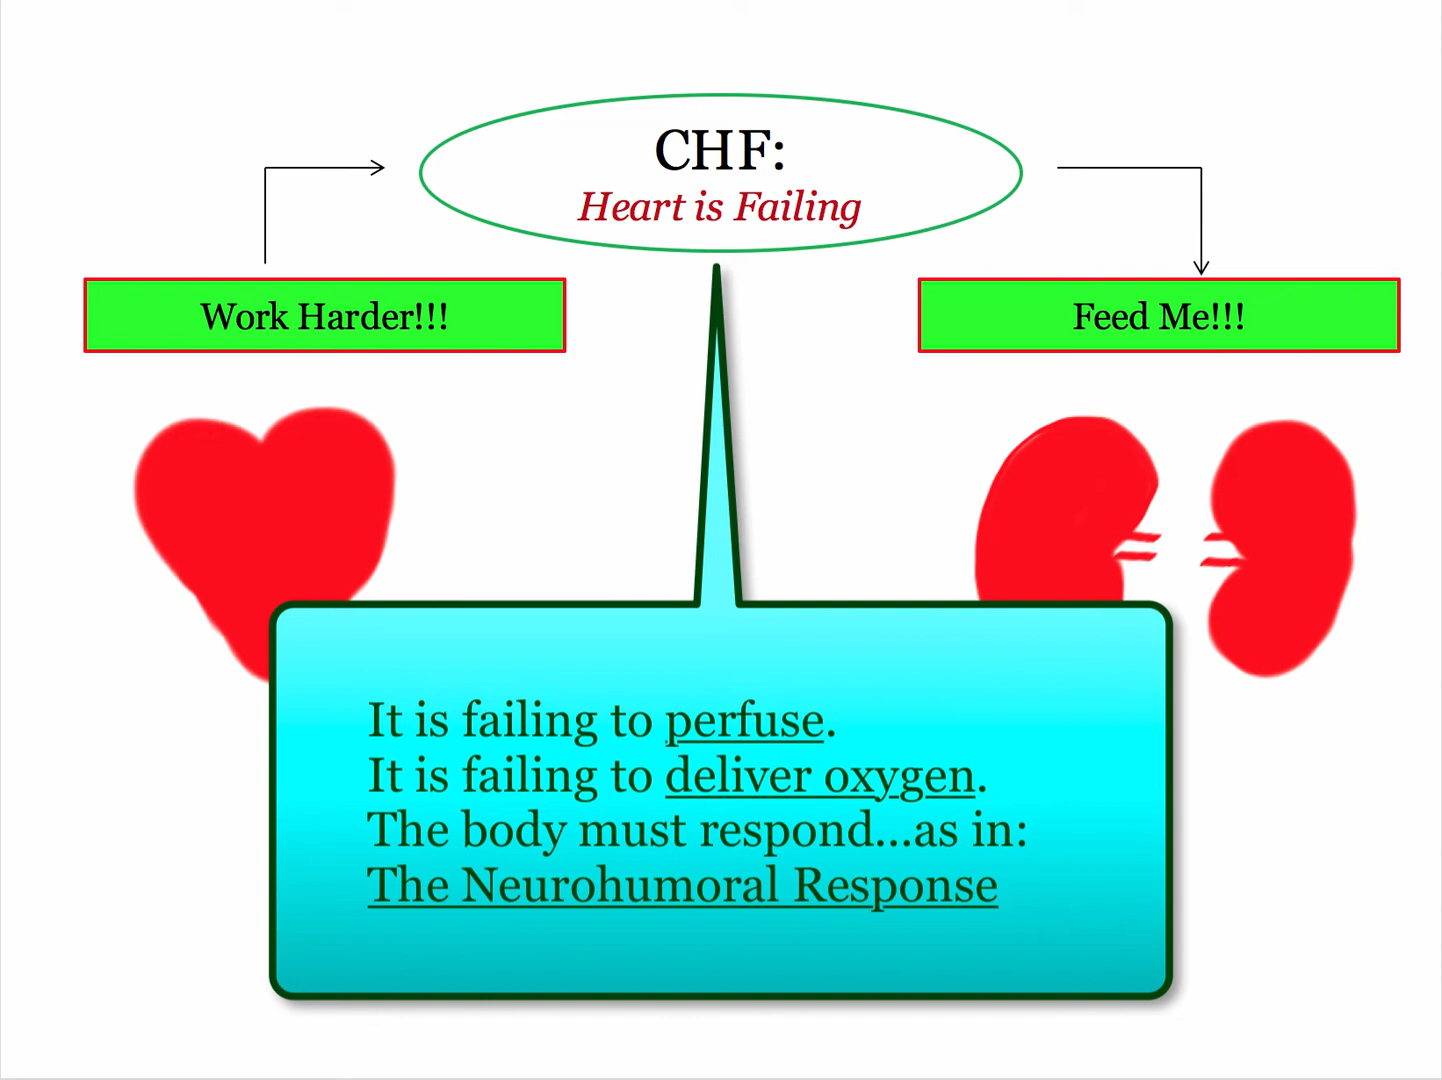 CHF:
Heart is Failing
Work Harder!!!
Feed Me!!!
It is failing to perfuse.
It is failing to deliver oxygen.
The body must respond...as in:
The Neurohumoral Response